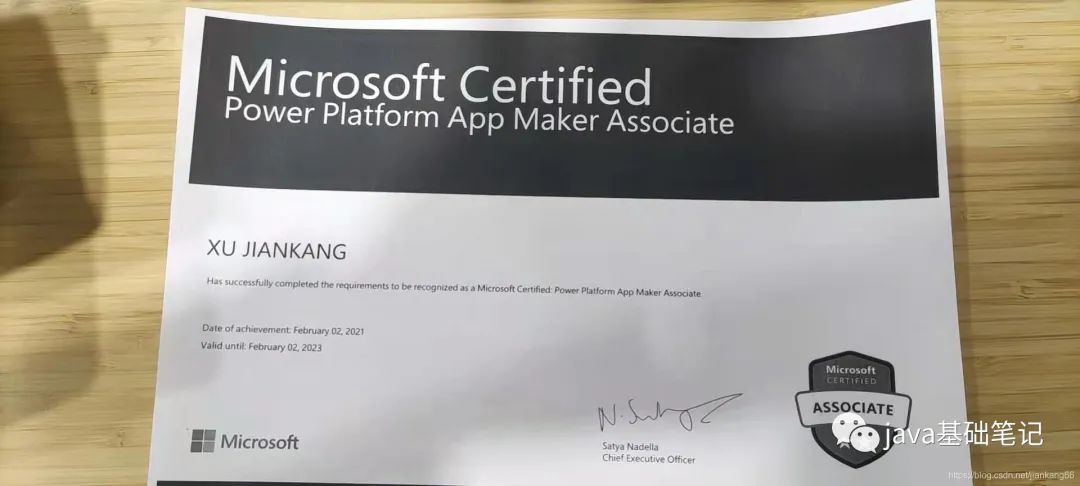 Microsoft Certified
Power Platform App Maker Associate
XU JIANKANG
Has successfully completed the requirements to be recognized as a Microsoft Certified: Power Platform App Maker Associate.
Date of achievement: February 02, 2021
Valid until: February 02, 2023
Microsoft
CERTIFIED
ASSOCIATE
Microsoft
Satya Nadella
Chief Executive Officer
java基础笔记
https://blog.csdn.net/jiankang66